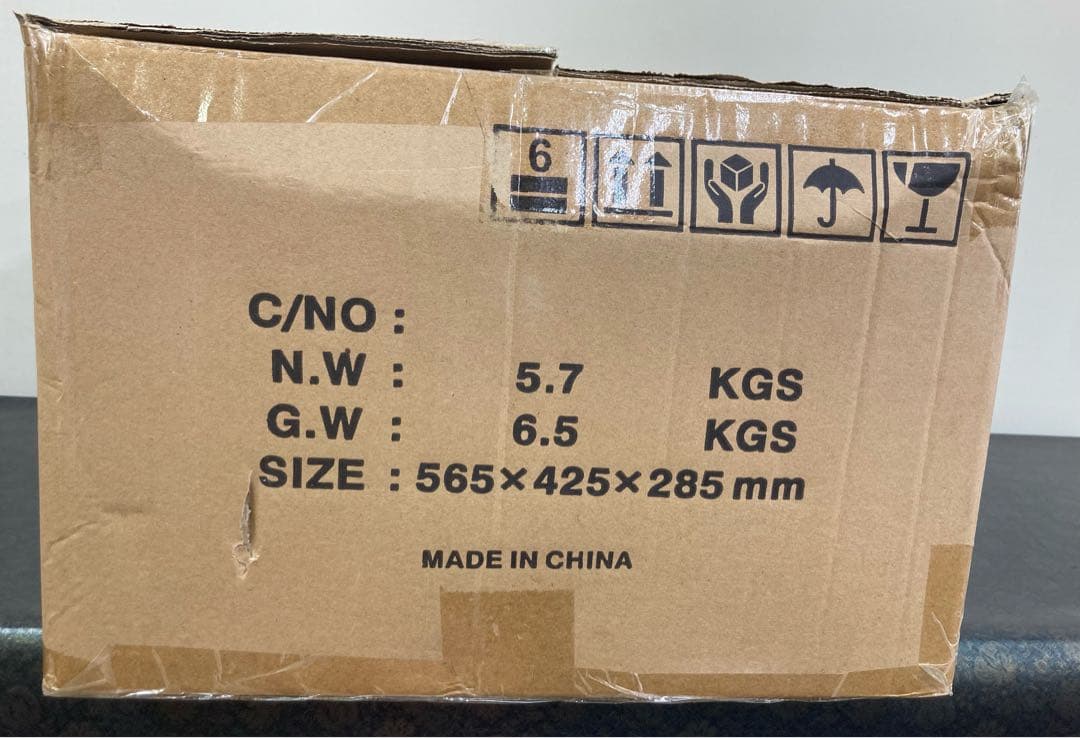 6
C/NO :
N.W : 5.7 KGS
G.W : 6.5 KGS
SIZE : 565×425×285 mm
MADE IN CHINA